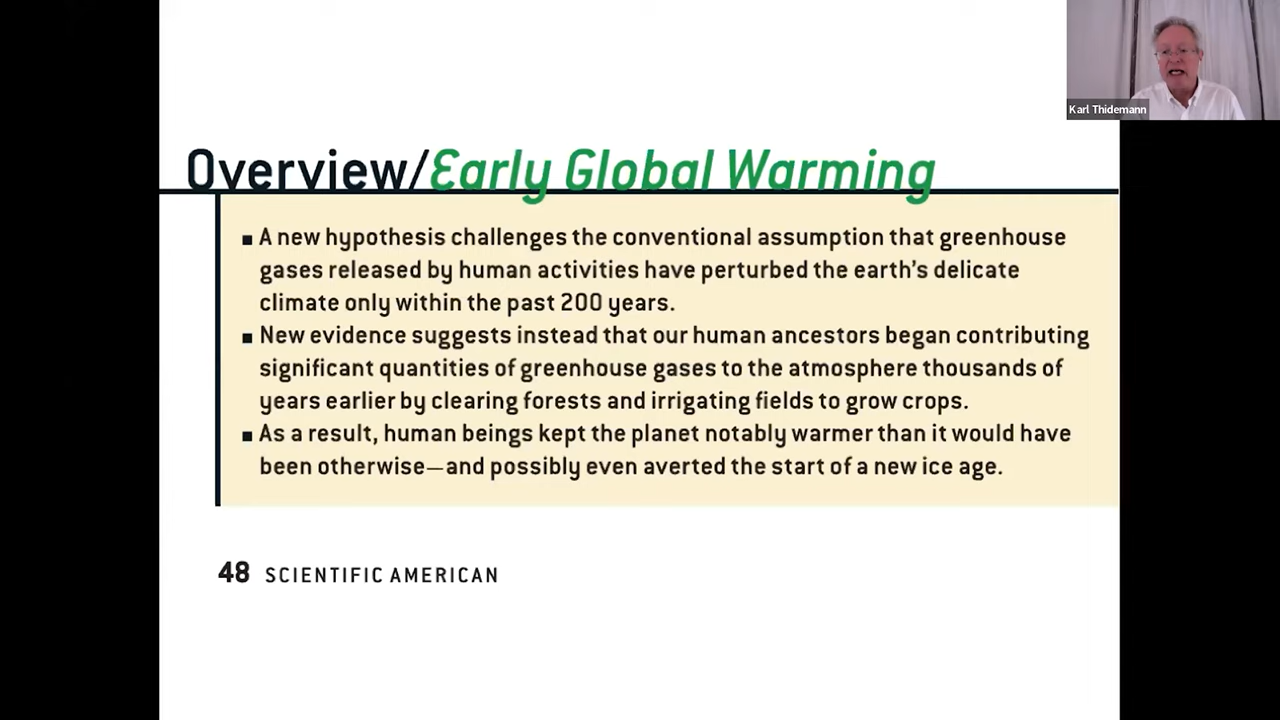 Karl Thidemann
Overview/Early Global Warming
■ A new hypothesis challenges the conventional assumption that greenhouse
gases released by human activities have perturbed the earth's delicate
climate only within the past 200 years.
■ New evidence suggests instead that our human ancestors began contributing
significant quantities of greenhouse gases to the atmosphere thousands of
years earlier by clearing forests and irrigating fields to grow crops.
■ As a result, human beings kept the planet notably warmer than it would have
been otherwise—and possibly even averted the start of a new ice age.
48 SCIENTIFIC AMERICAN